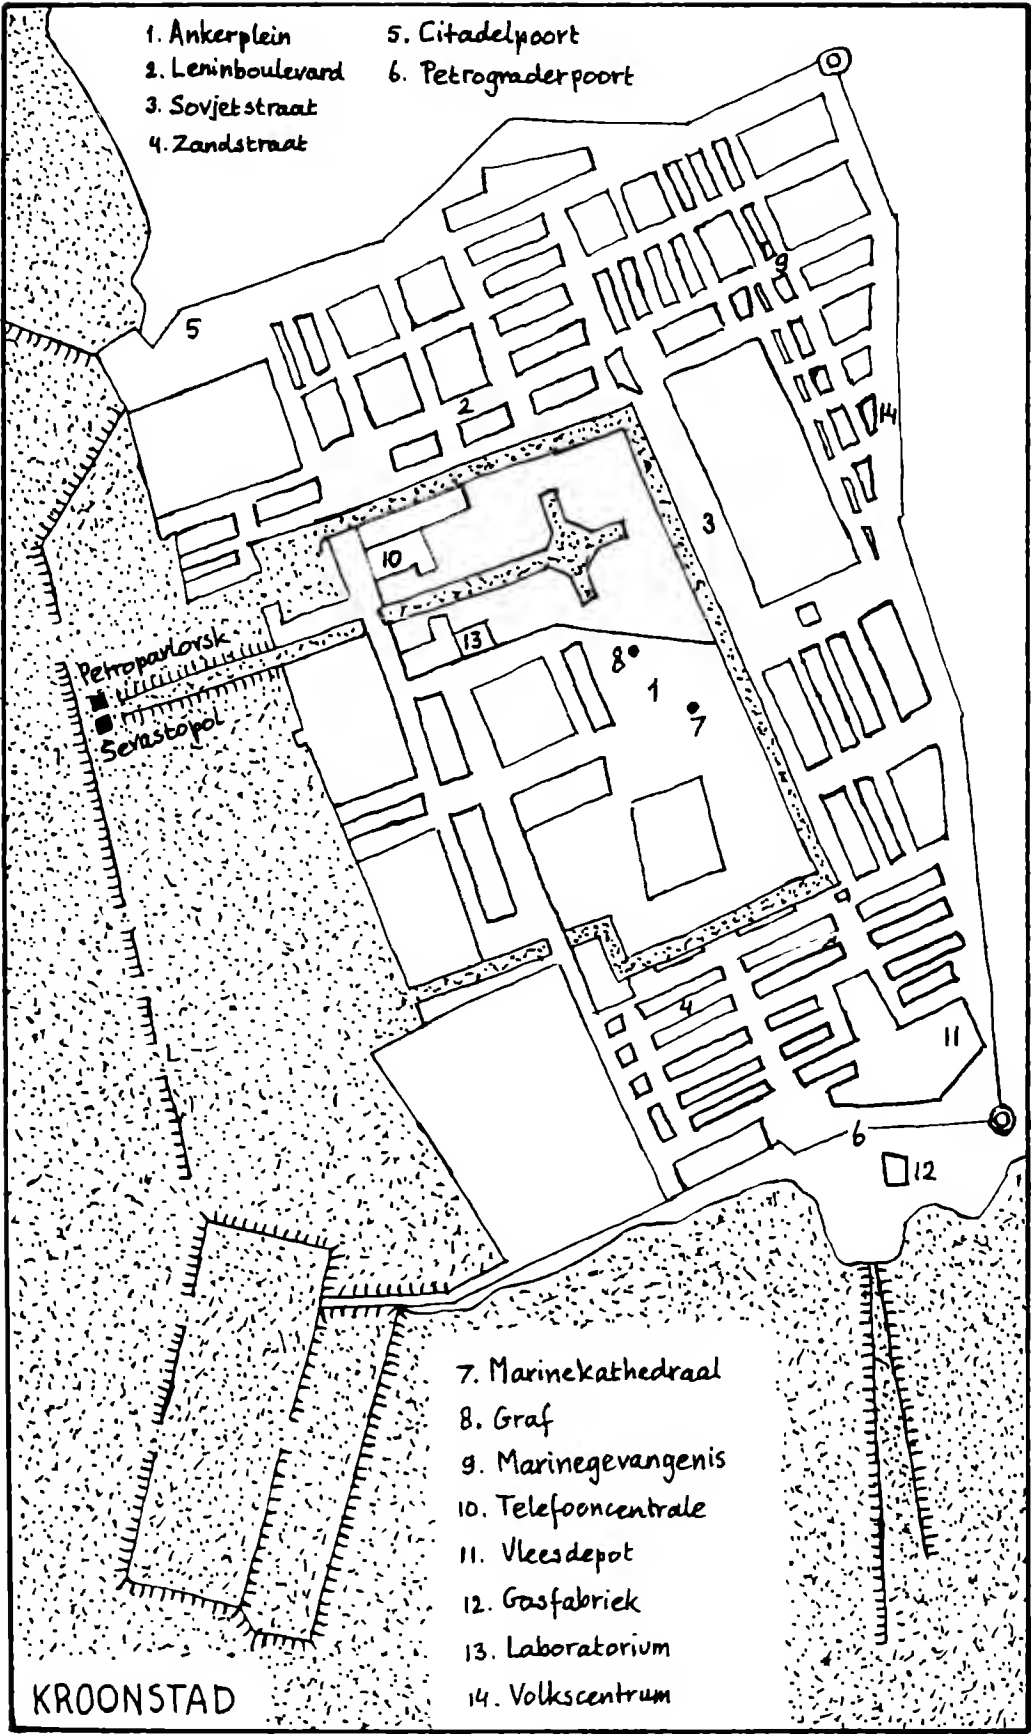 1. Ankerplein
2. Leninboulevard
3. Sovjetstraat
4. Zandstraat
5. Citadelpoort
6. Petrograderpoort
5
9
2
14
3
10
13
8
1
7
Petropavlovsk
Sevastopol
4
11
6
12
7. Marinekathedraal
8. Graf
9. Marinegevangenis
10. Telefooncentrale
11. Vleesdepot
12. Gasfabriek
13. Laboratorium
14. Volkscentrum
KROONSTAD